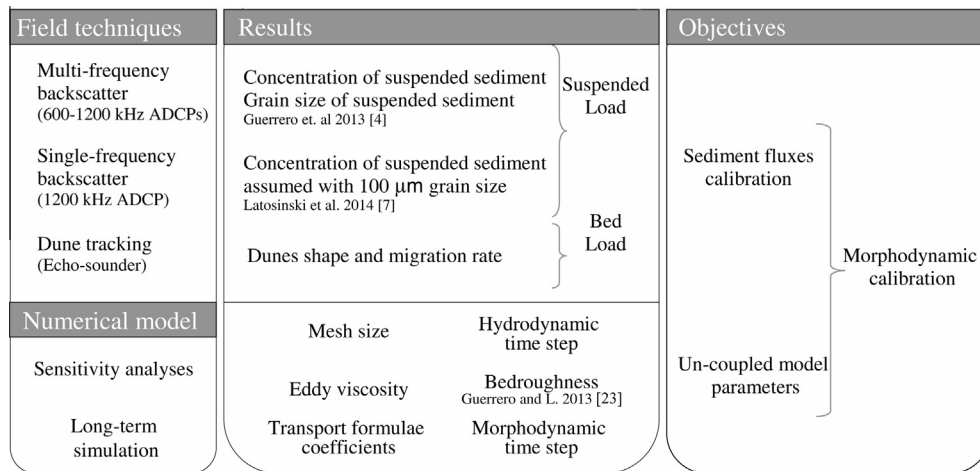 Field techniques
Multi-frequency
backscatter
(600-1200 kHz ADCPs)
Single-frequency
backscatter
(1200 kHz ADCP)
Dune tracking
(Echo-sounder)
Numerical model
Sensitivity analyses
Long-term
simulation
Results
Concentration of suspended sediment
Grain size of suspended sediment
Guerrero et. al 2013 [4]
Concentration of suspended sediment
assumed with 100 μm grain size
Latosinski et al. 2014 [7]
Dunes shape and migration rate
Suspended
Load
Bed
Load
Mesh size
Hydrodynamic
time step
Eddy viscosity
Bedroughness
Guerrero and L. 2013 [23]
Transport formulae
coefficients
Morphodynamic
time step
Objectives
Sediment fluxes
calibration
Un-coupled model
parameters
Morphodynamic
calibration